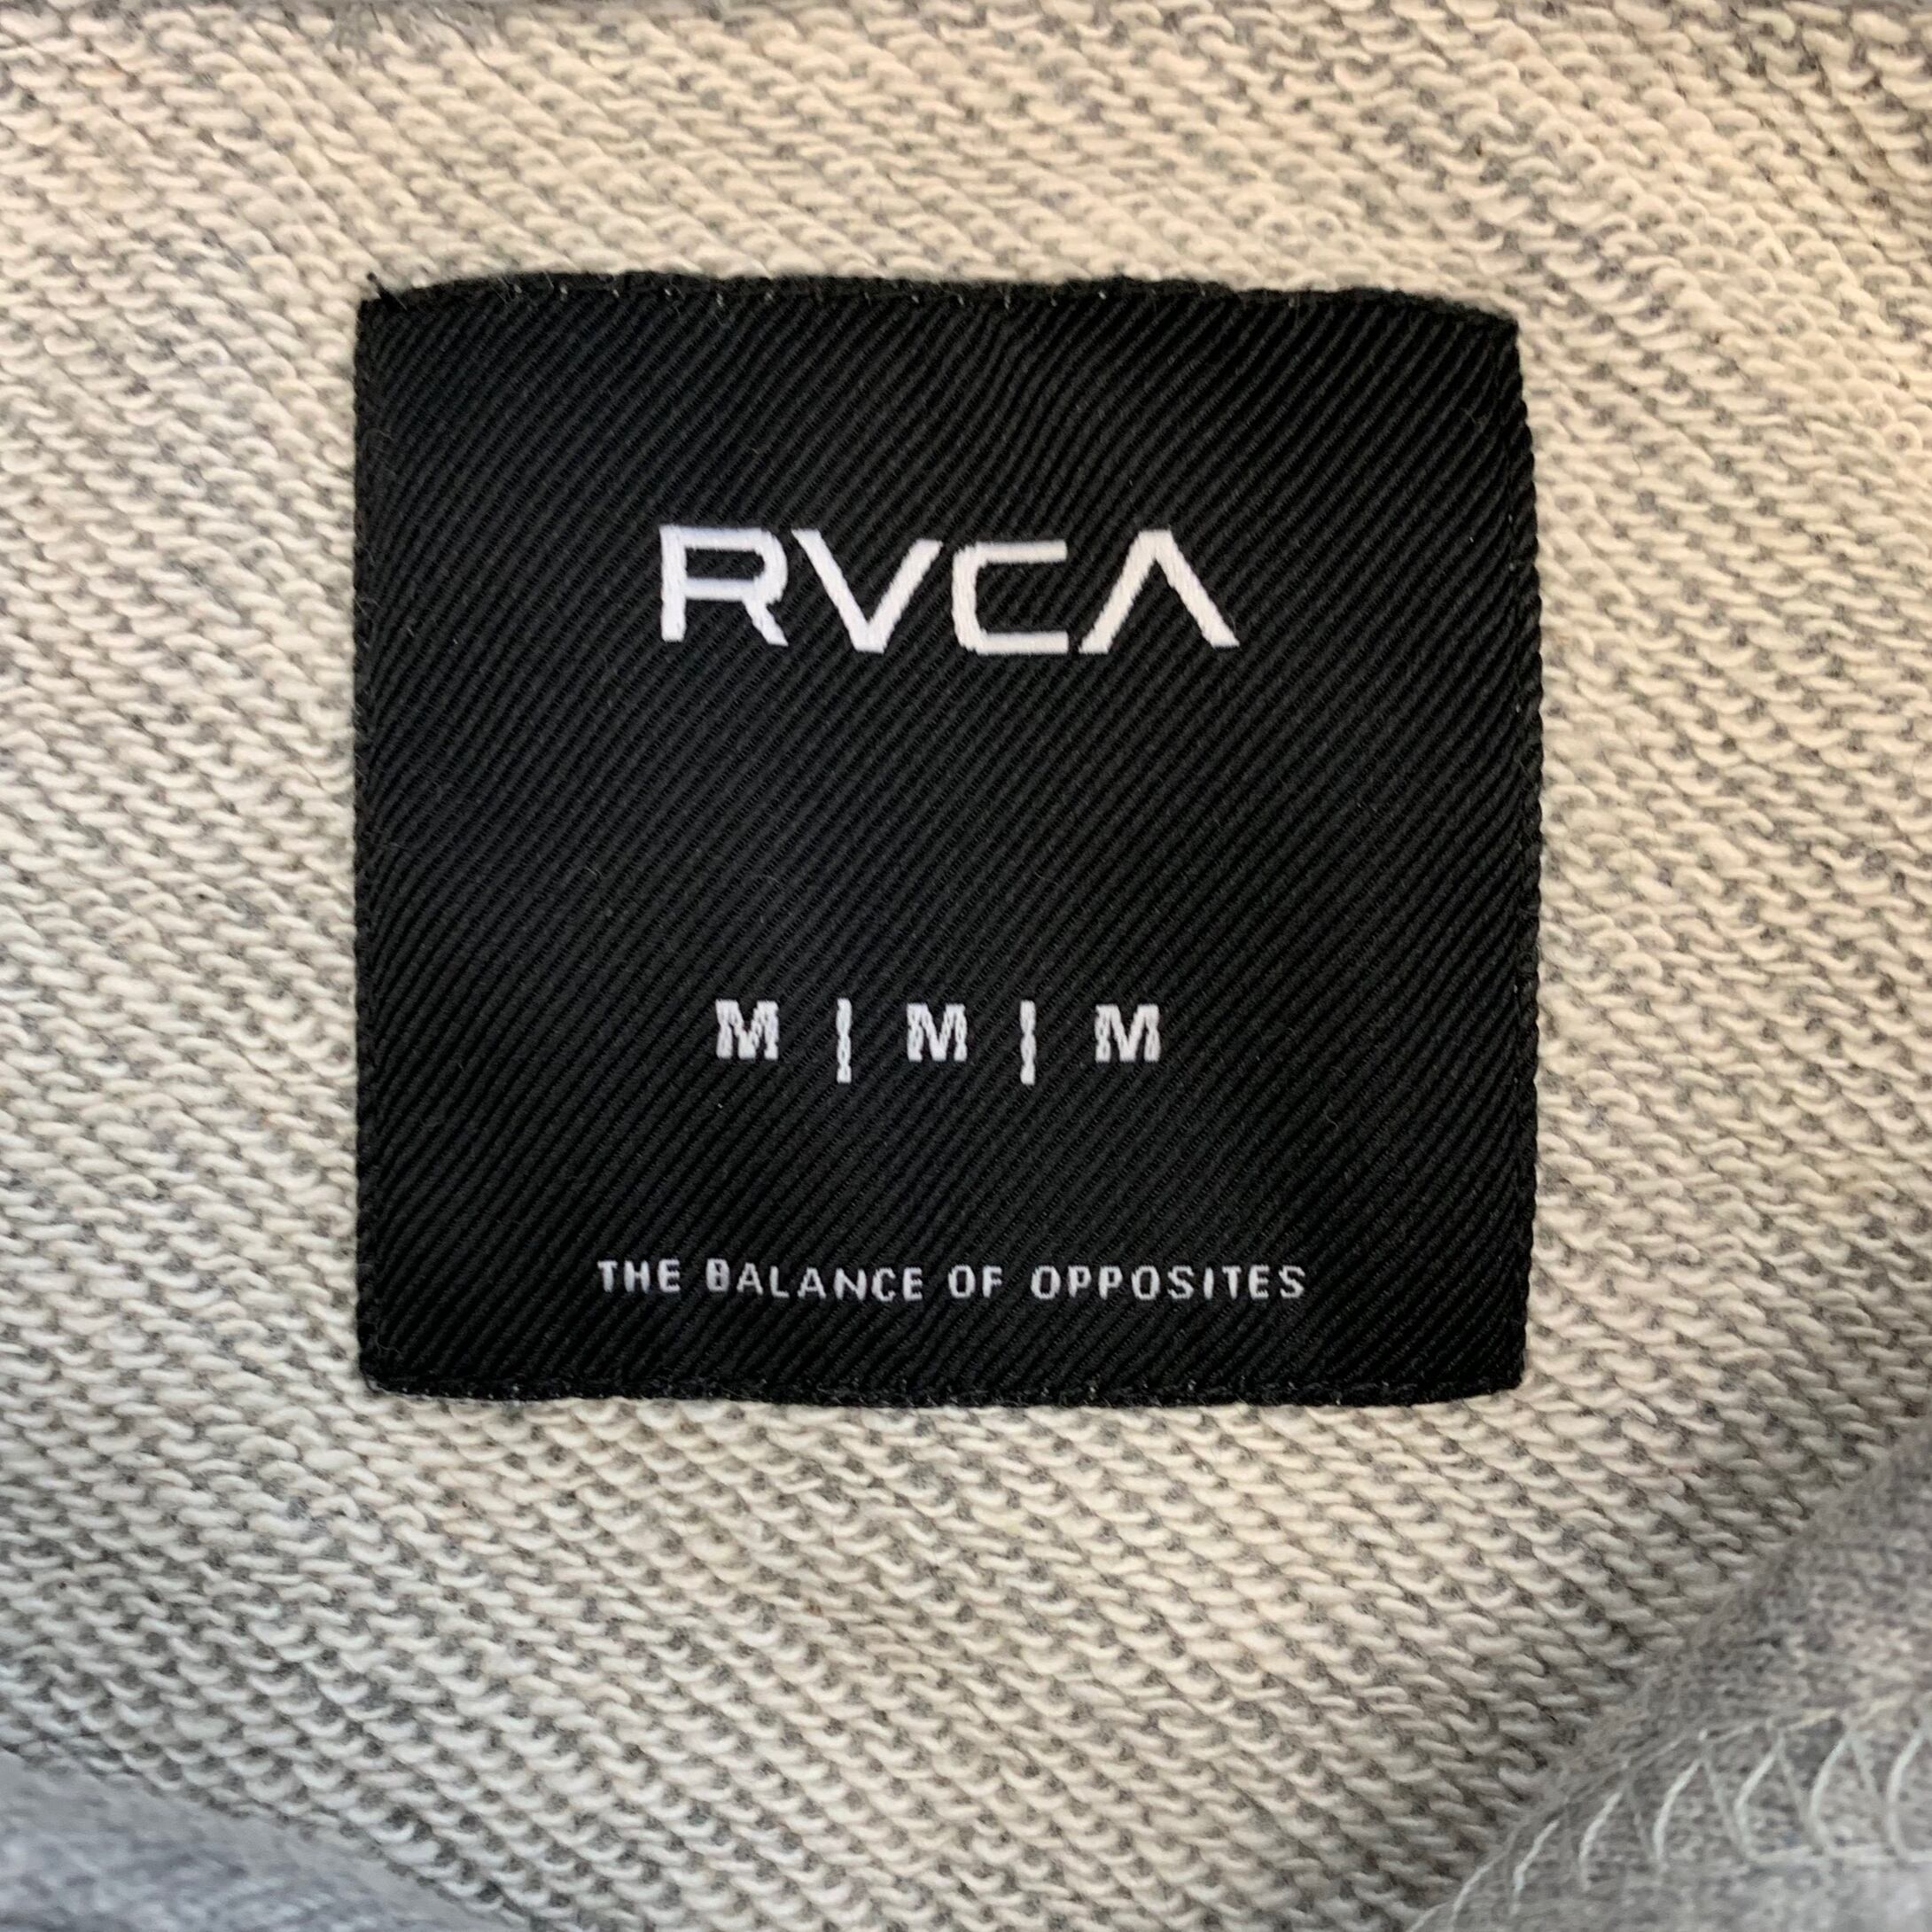 RVCA
M | M | M
THE BALANCE OF OPPOSITES